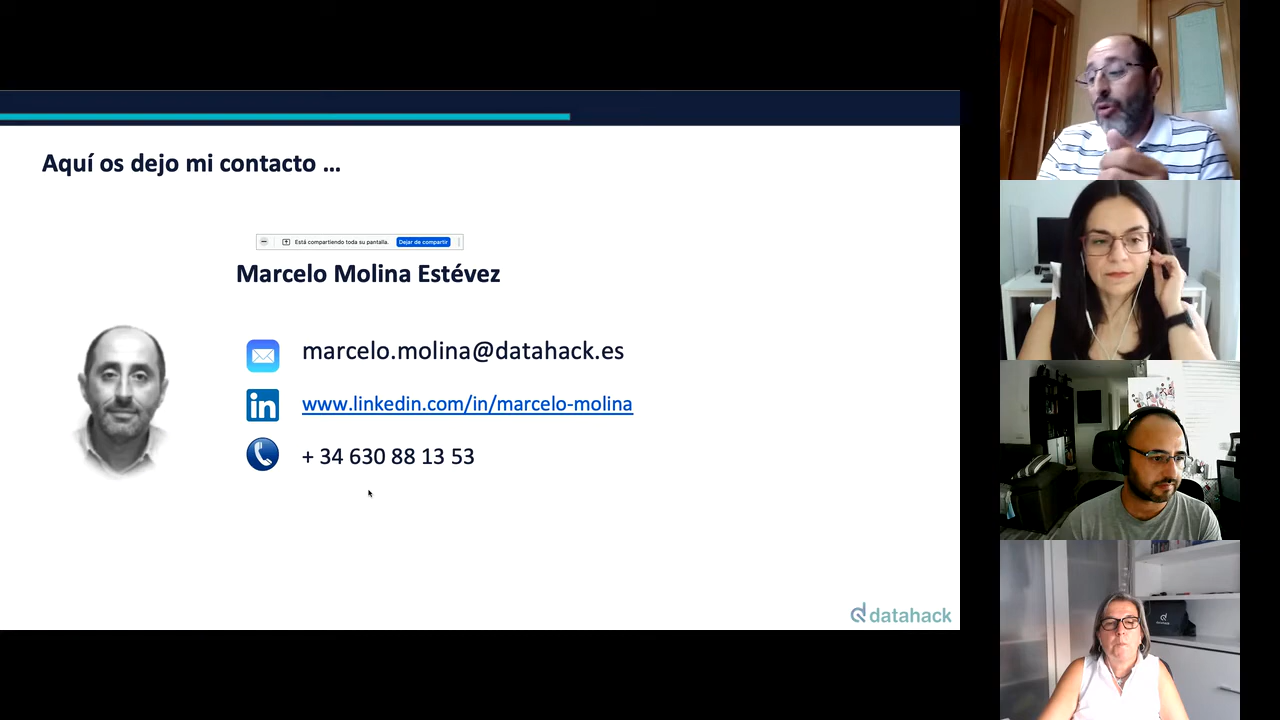 Aquí os dejo mi contacto ...
Está compartiendo toda su pantalla. Dejar de compartir
Marcelo Molina Estévez
marcelo.molina@datahack.es
www.linkedin.com/in/marcelo-molina
+ 34 630 88 13 53
datahack